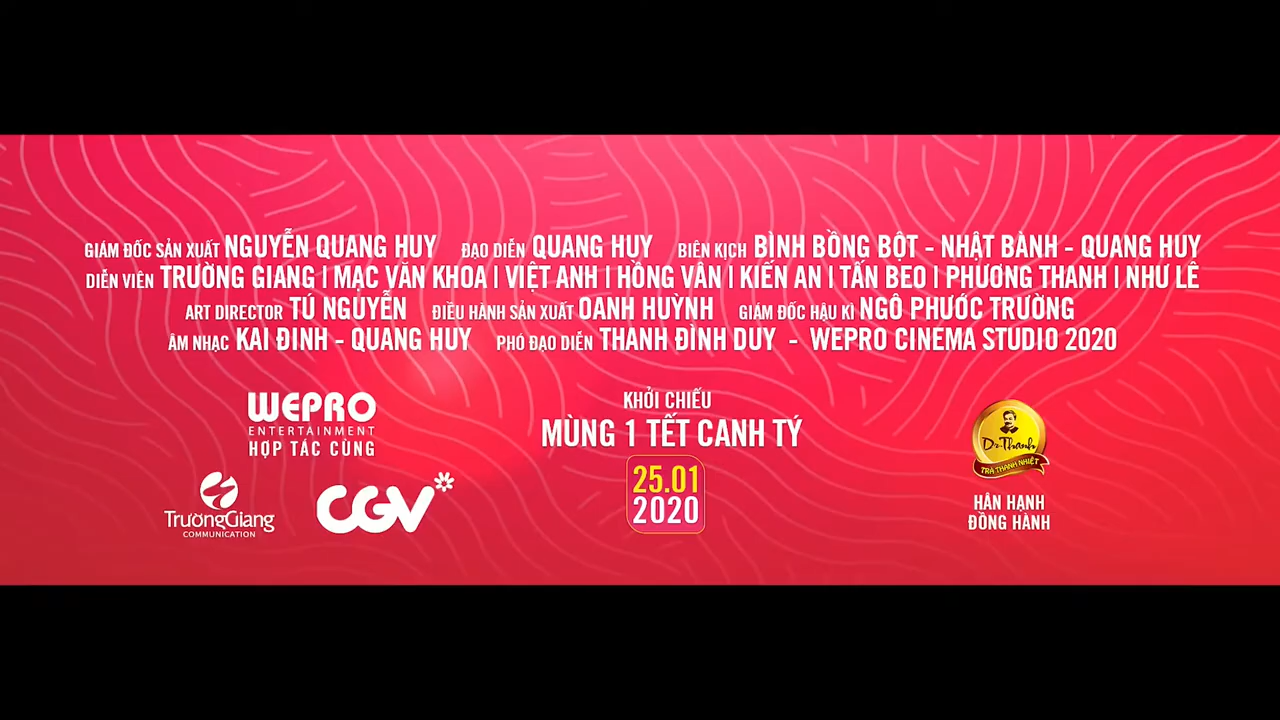 GIÁM ĐỐC SẢN XUẤT NGUYỄN QUANG HUY ĐẠO DIỄN QUANG HUY BIÊN KỊCH BÌNH BỒNG BỘT - NHẬT BÀNH - QUANG HUY
DIỄN VIÊN TRƯỜNG GIANG | MẠC VĂN KHOA | VIỆT ANH | HỒNG VÂN | KIẾN AN | TẤN BEO | PHƯƠNG THANH | NHƯ LÊ
ART DIRECTOR TÚ NGUYỄN ĐIỀU HÀNH SẢN XUẤT OANH HUỲNH GIÁM ĐỐC HẬU KÌ NGÔ PHƯỚC TRƯỜNG
ÂM NHẠC KAI ĐINH - QUANG HUY PHÓ ĐẠO DIỄN THANH ĐÌNH DUY - WEPRO CINEMA STUDIO 2020
WEPRO
ENTERTAINMENT
HỢP TÁC CÙNG
TrườngGiang
COMMUNICATION
CGV
KHỞI CHIẾU
MÙNG 1 TẾT CANH TÝ
25.01
2020
Dr.Thanh
TRÀ THANH NHIỆT
HÂN HẠNH
ĐỒNG HÀNH